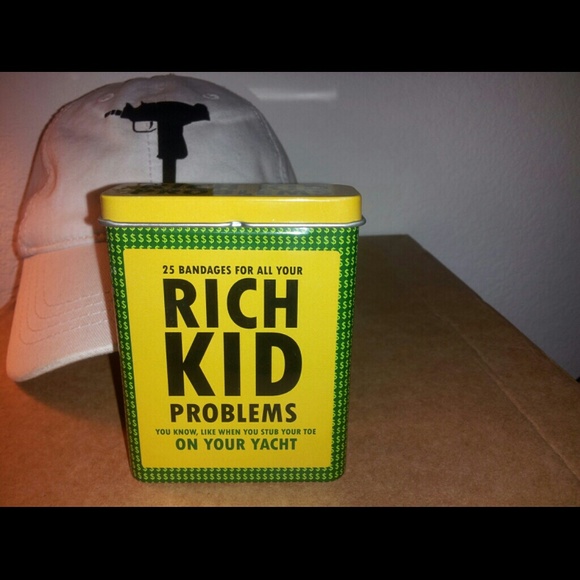 25 BANDAGES FOR ALL YOUR
RICH
KID
PROBLEMS
YOU KNOW, LIKE WHEN YOU STUB YOUR TOE
ON YOUR YACHT